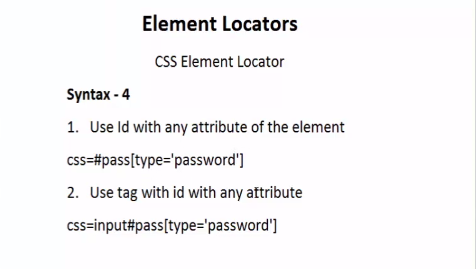 Element Locators
CSS Element Locator
Syntax - 4
1. Use Id with any attribute of the element
css=#pass[type='password']
2. Use tag with id with any attribute
css=input#pass[type='password']